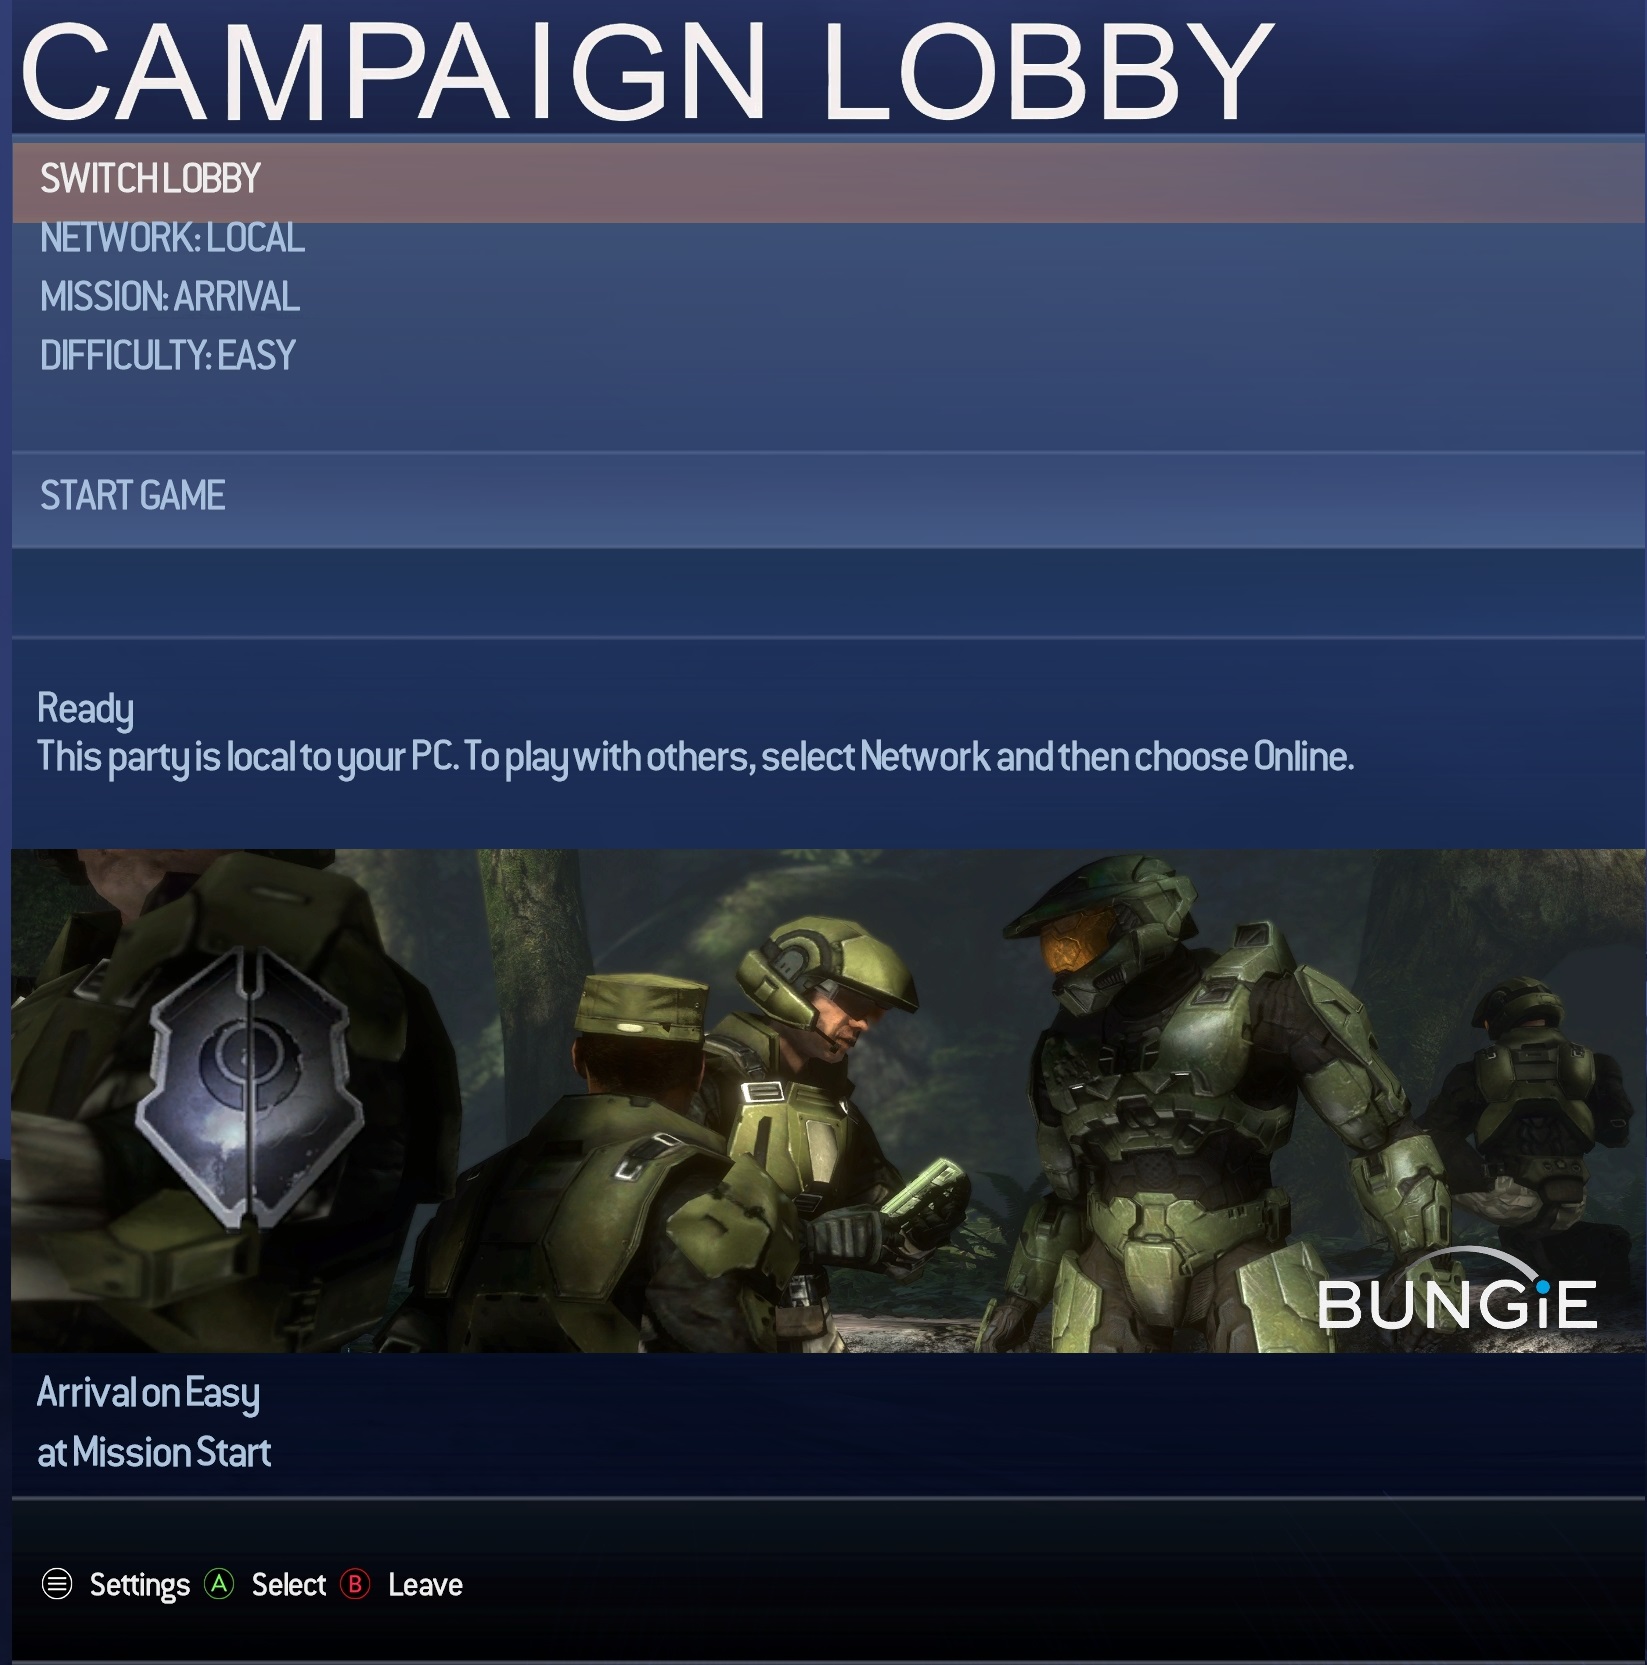 CAMPAIGN LOBBY
SWITCH LOBBY
NETWORK: LOCAL
MISSION: ARRIVAL
DIFFICULTY: EASY
START GAME
Ready
This party is local to your PC. To play with others, select Network and then choose Online.
BUNGiE
Arrival on Easy
at Mission Start
Settings A Select B Leave